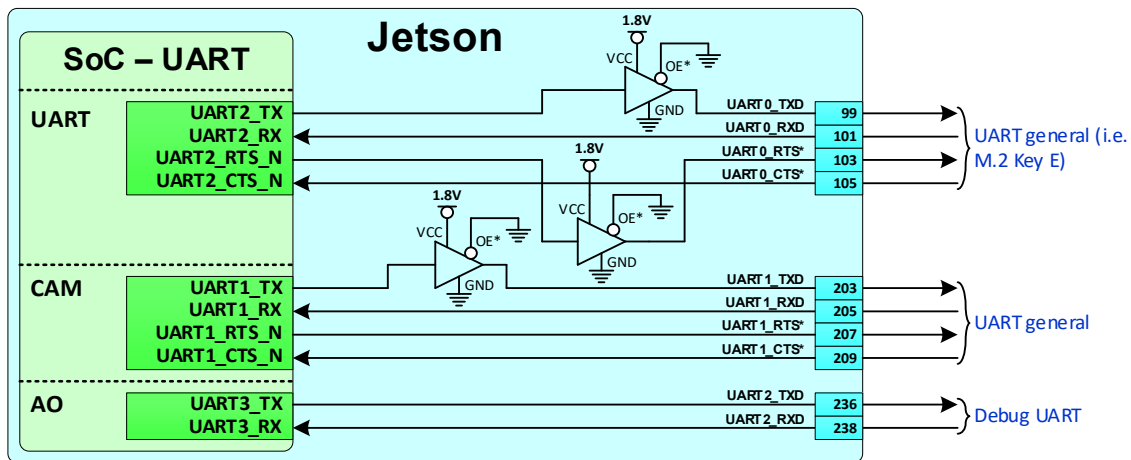 Jetson
SoC – UART
1.8V
VCC
OE*
GND
UART
UART2_TX
UART0_TXD
99
UART2_RX
UART0_RXD
101
UART general (i.e.
M.2 Key E)
UART2_RTS_N
1.8V
UART0_RTS*
103
UART2_CTS_N
UART0_CTS*
105
1.8V
VCC
OE*
GND
VCC
OE*
GND
CAM
UART1_TX
UART1_TXD
203
UART1_RX
UART1_RXD
205
UART general
UART1_RTS_N
UART1_RTS*
207
UART1_CTS_N
UART1_CTS*
209
AO
UART3_TX
UART2_TXD
236
Debug UART
UART3_RX
UART2_RXD
238